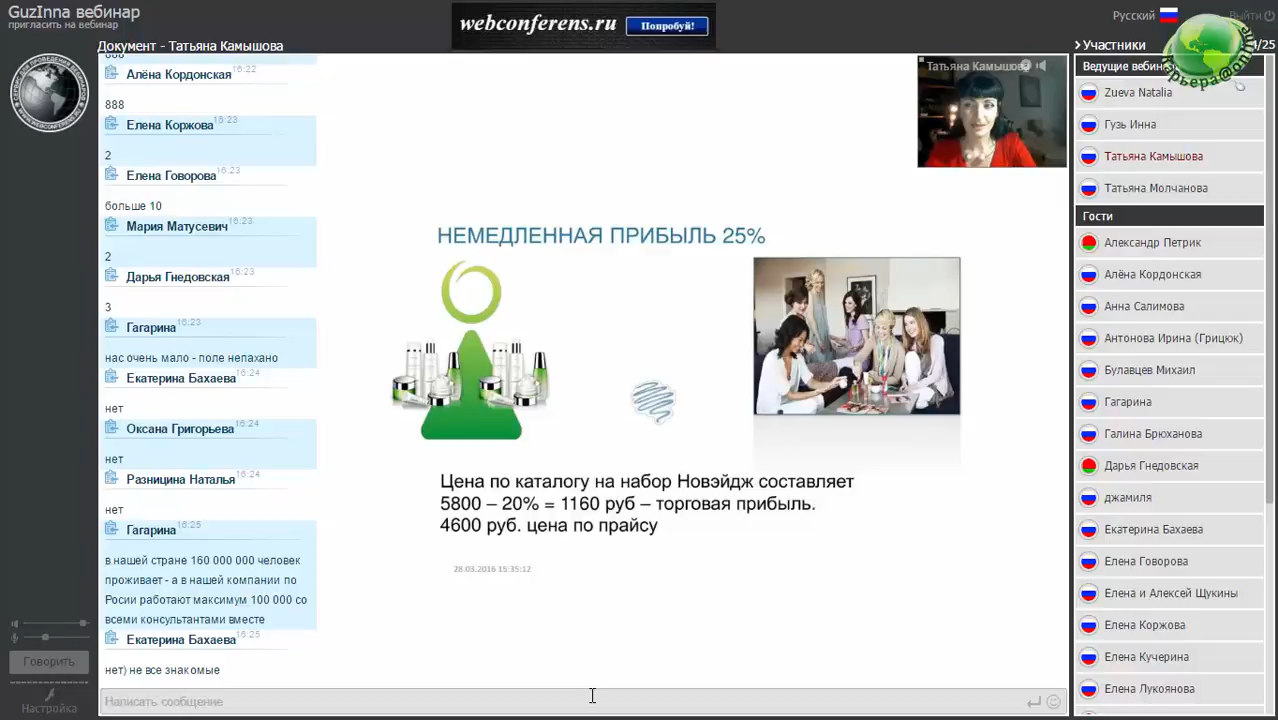 GuzInna вебинар
пригласить на вебинар
webconferens.ru
Попробуй!
Русский
Выйти
Документ - Татьяна Камышова
888
Алёна Кордонская 16:22
888
Елена Коржова 16:23
2
Елена Говорова 16:23
больше 10
Мария Матусевич 16:23
2
Дарья Гнедовская 16:23
3
Гагарина 16:23
нас очень мало - поле непахано
Екатерина Бахаева 16:24
нет
Оксана Григорьева 16:24
нет
Разницина Наталья 16:24
нет
Гагарина 16:25
в нашей стране 160 000 000 человек
проживает - а в нашей компании по
Росии работают максимум 100 000 со
всеми консультантами вместе
Екатерина Бахаева 16:25
нет) не все знакомые
Написать сообщение
Говорить
Настройка
Татьяна Камышова
НЕМЕДЛЕННАЯ ПРИБЫЛЬ 25%
Цена по каталогу на набор Новэйдж составляет
5800 – 20% = 1160 руб – торговая прибыль.
4600 руб. цена по прайсу
28.03.2016 15:35:12
Участники
/25
Ведущие вебин
Zueva Natalia
Гузь Инна
Татьяна Камышова
Татьяна Молчанова
Гости
Александр Петрик
Алёна Кордонская
Анна Салимова
Антонова Ирина (Грицюк)
Булавцев Михаил
Гагарина
Галина Брюханова
Дарья Гнедовская
джамиля
Екатерина Бахаева
Елена Говорова
Елена и Алексей Щукины
Елена Коржова
Елена Кучерина
Елена Лукоянова